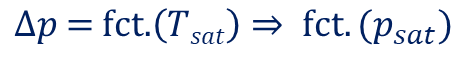 Δp = fct.(T_sat) ⇒ fct.(p_sat)